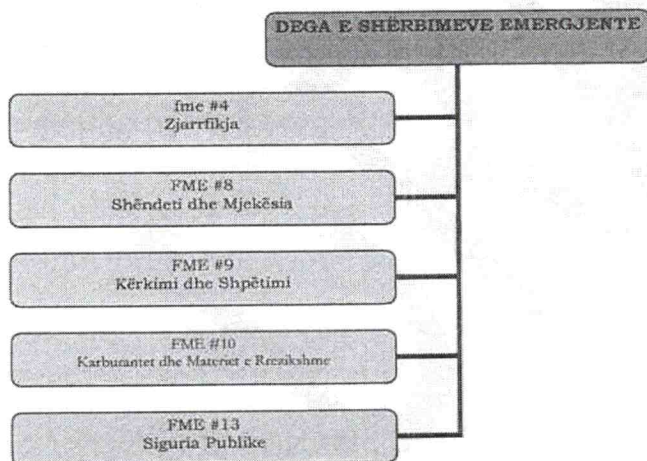 DEGA E SHËRBIMEVE EMERGJENTE
fme #4
Zjarrfikja
FME #8
Shëndeti dhe Mjekësia
FME #9
Kërkimi dhe Shpëtimi
FME #10
Karburantet dhe Materiet e Rrezikshme
FME #13
Siguria Publike